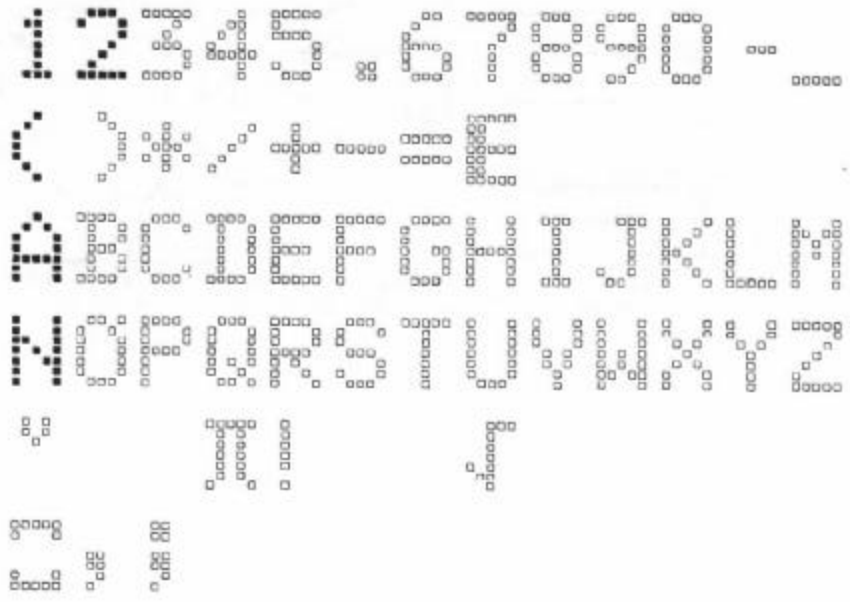 1 2 3 4 5 . 6 7 8 9 0 - _
( ) * / + − = E
A B C D E F G H I J K L M
N O P Q R S T U V W X Y Z
π | √
, ;